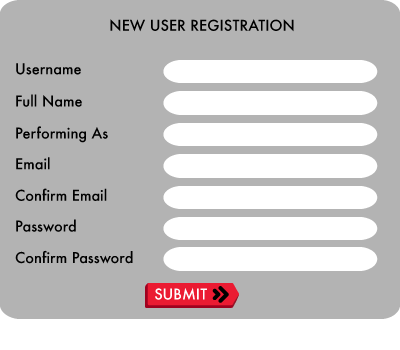 NEW USER REGISTRATION
Username
Full Name
Performing As
Email
Confirm Email
Password
Confirm Password
SUBMIT